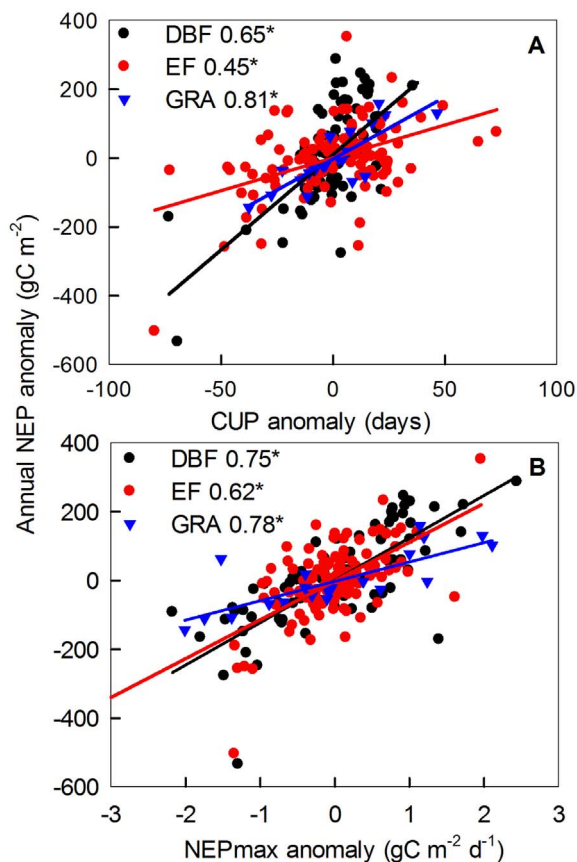 A
DBF 0.65*
EF 0.45*
GRA 0.81*
400
200
0
-200
-400
-600
-100 -50 0 50 100
CUP anomaly (days)
Annual NEP anomaly (gC m⁻²)
B
DBF 0.75*
EF 0.62*
GRA 0.78*
400
200
0
-200
-400
-600
-3 -2 -1 0 1 2 3
NEPmax anomaly (gC m⁻² d⁻¹)